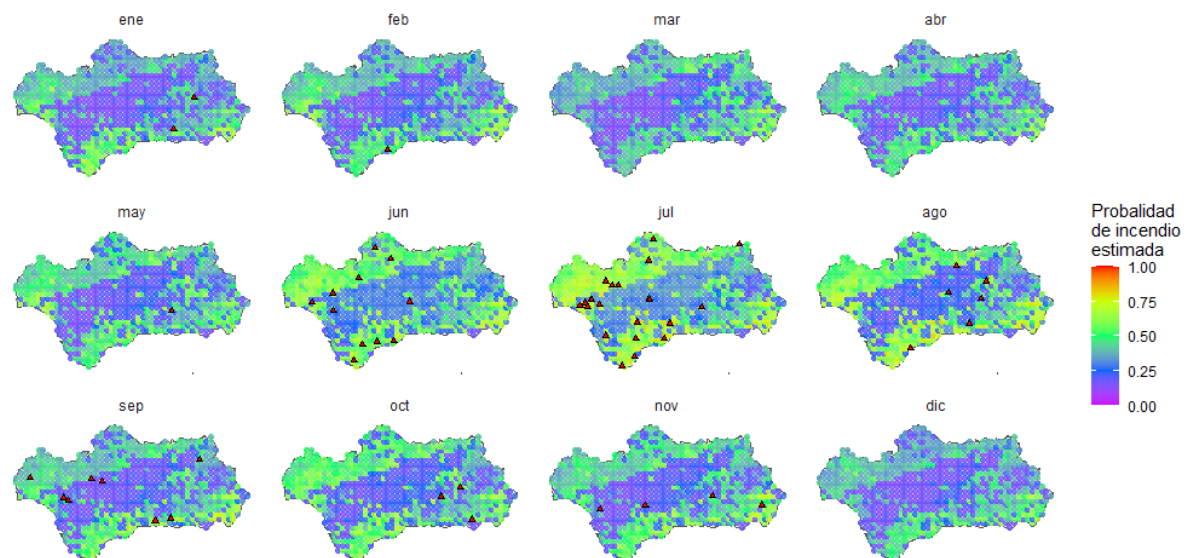 ene
feb
mar
abr
may
jun
jul
ago
Probalidad
de incendio
estimada
1.00
0.75
0.50
0.25
0.00
sep
oct
nov
dic